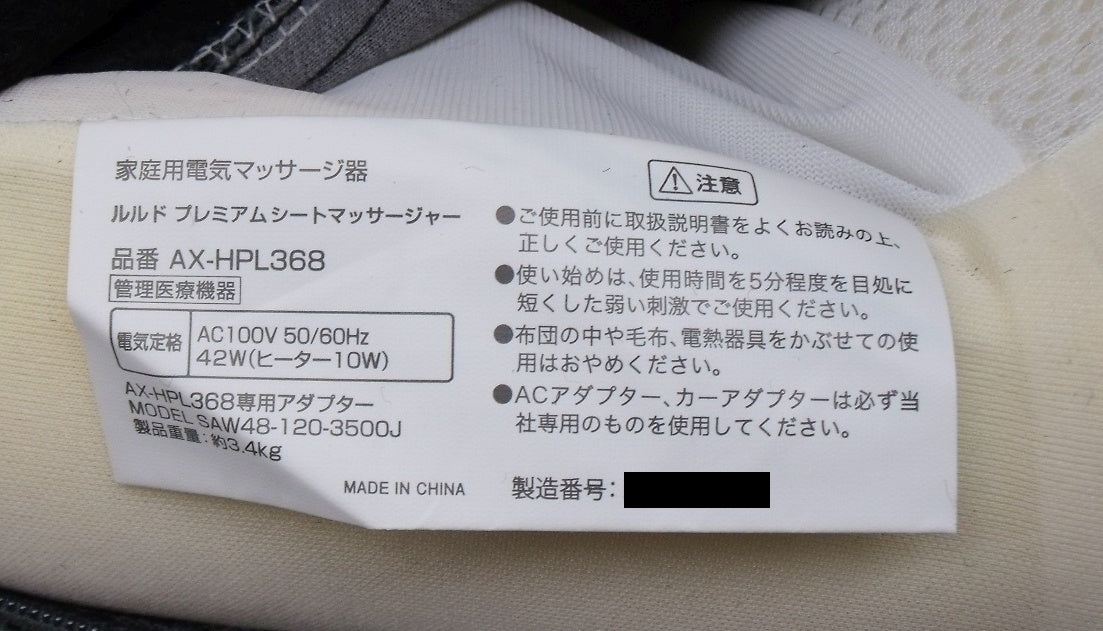 家庭用電気マッサージ器
ルルド プレミアムシートマッサージャー
品番 AX-HPL368
管理医療機器
電気定格
AC100V 50/60Hz
42W(ヒーター10W)
AX-HPL368専用アダプター
MODEL SAW48-120-3500J
製品重量:約3.4kg
MADE IN CHINA
注意
●ご使用前に取扱説明書をよくお読みの上、
正しくご使用ください。
●使い始めは、使用時間を5分程度を目処に
短くした弱い刺激でご使用ください。
●布団の中や毛布、電熱器具をかぶせての使
用はおやめください。
●ACアダプター、カーアダプターは必ず当
社専用のものを使用してください。
製造番号: